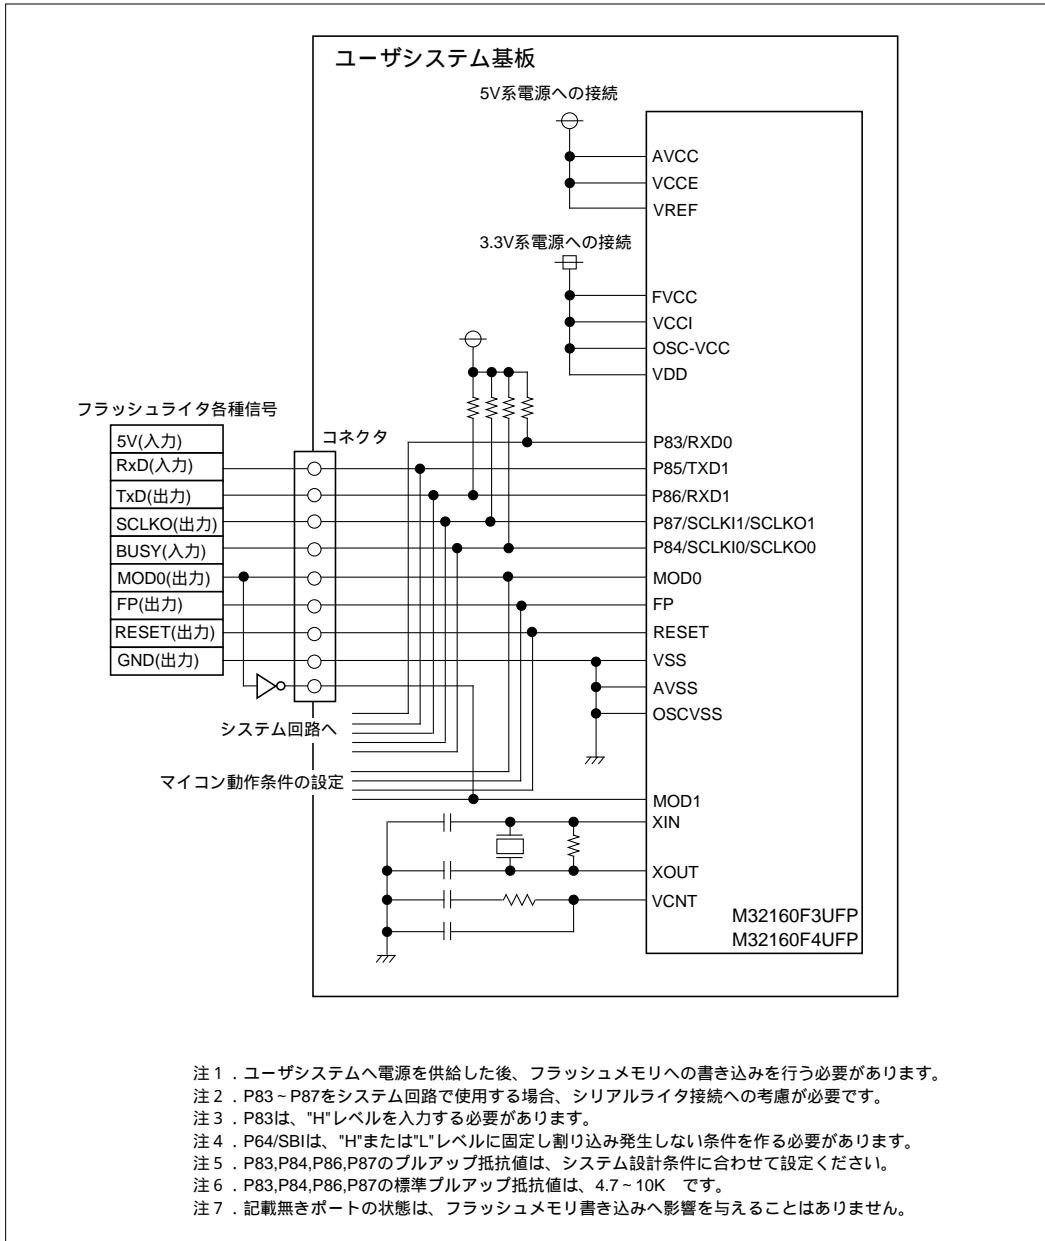 ユーザシステム基板
5V系電源への接続
AVCC
VCCE
VREF
3.3V系電源への接続
FVCC
VCCI
OSC-VCC
VDD
フラッシュライタ各種信号
コネクタ
5V(入力)
RxD(入力)
TxD(出力)
SCLKO(出力)
BUSY(入力)
MOD0(出力)
FP(出力)
RESET(出力)
GND(出力)
P83/RXD0
P85/TXD1
P86/RXD1
P87/SCLKI1/SCLKO1
P84/SCLKI0/SCLKO0
MOD0
FP
RESET
VSS
AVSS
OSCVSS
システム回路へ
マイコン動作条件の設定
MOD1
XIN
XOUT
VCNT
M32160F3UFP
M32160F4UFP
注1．ユーザシステムへ電源を供給した後、フラッシュメモリへの書き込みを行う必要があります。
注2．P83~P87をシステム回路で使用する場合、シリアルライタ接続への考慮が必要です。
注3．P83は、"H"レベルを入力する必要があります。
注4．P64/SBIは、"H"または"L"レベルに固定し割り込み発生しない条件を作る必要があります。
注5．P83,P84,P86,P87のプルアップ抵抗値は、システム設計条件に合わせて設定ください。
注6．P83,P84,P86,P87の標準プルアップ抵抗値は、4.7~10K　です。
注7．記載無きポートの状態は、フラッシュメモリ書き込みへ影響を与えることはありません。